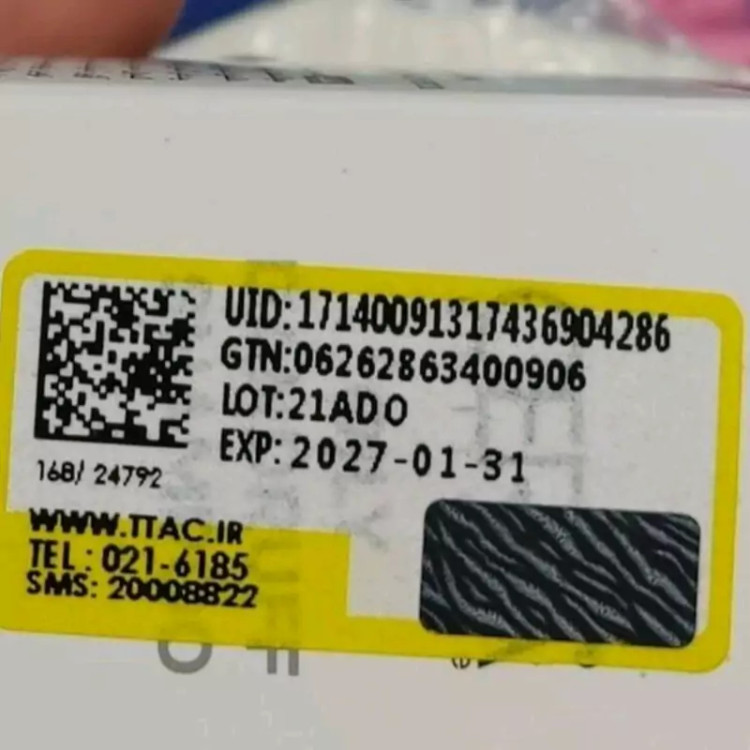 UID:17140091317436904286
GTN:06262863400906
LOT:21ADO
EXP: 2027-01-31
168/ 24792
WWW.TTAC.IR
TEL: 021-6185
SMS: 20008822